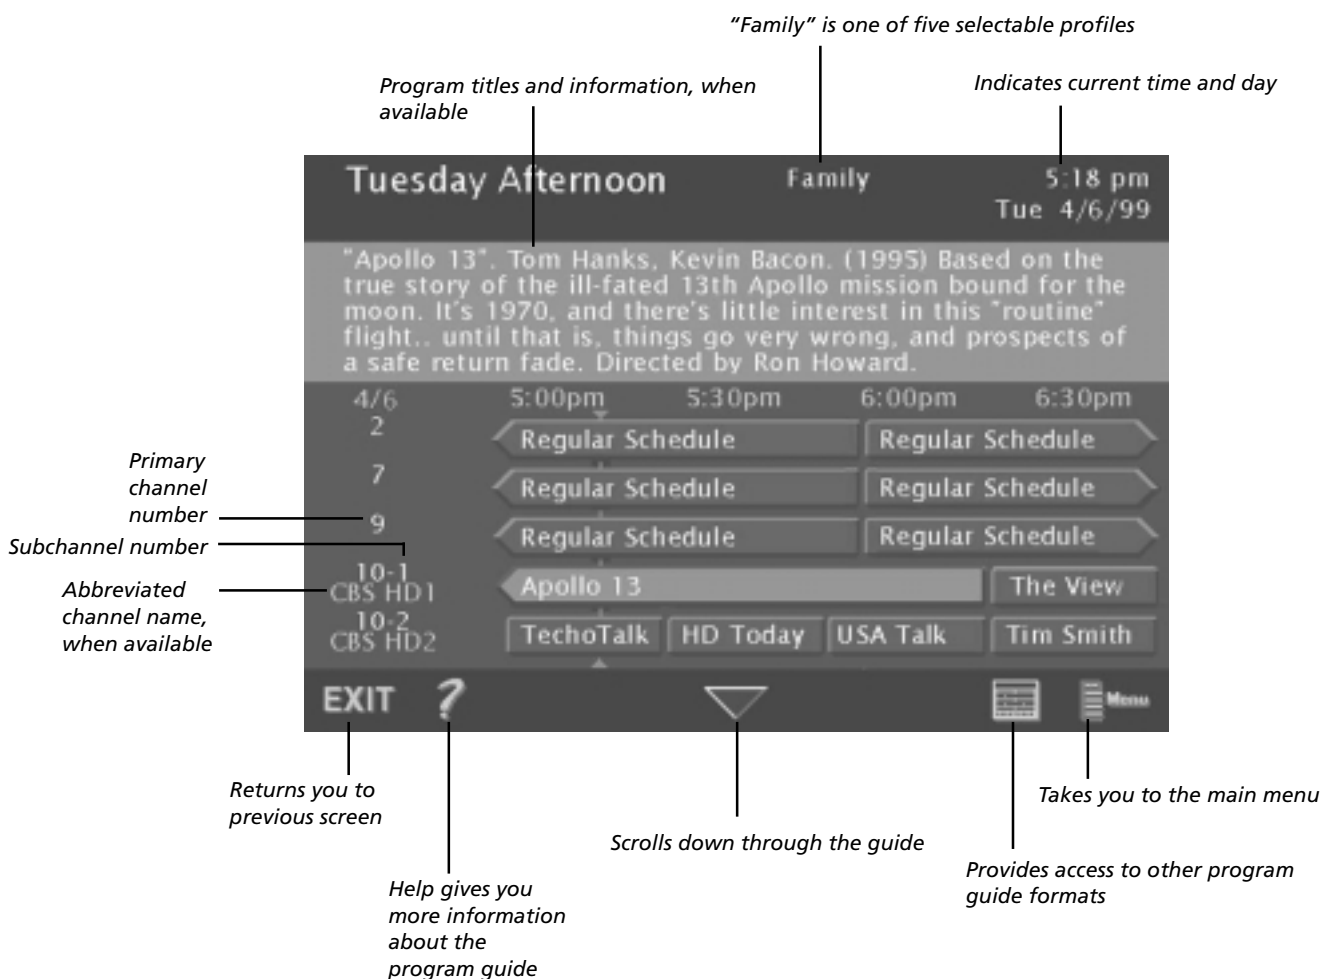 “Family” is one of five selectable profiles
Program titles and information, when
available
Indicates current time and day
Tuesday Afternoon
Family
5:18 pm
Tue 4/6/99
"Apollo 13". Tom Hanks, Kevin Bacon. (1995) Based on the
true story of the ill-fated 13th Apollo mission bound for the
moon. It's 1970, and there's little interest in this "routine"
flight.. until that is, things go very wrong, and prospects of
a safe return fade. Directed by Ron Howard.
4/6 5:00pm 5:30pm 6:00pm 6:30pm
2 Regular Schedule Regular Schedule
7 Regular Schedule Regular Schedule
9 Regular Schedule Regular Schedule
10-1
CBS HD1
Apollo 13 The View
10-2
CBS HD2
TechoTalk HD Today USA Talk Tim Smith
EXIT ? Menu
Primary
channel
number
Subchannel number
Abbreviated
channel name,
when available
Returns you to
previous screen
Help gives you
more information
about the
program guide
Scrolls down through the guide
Provides access to other program
guide formats
Takes you to the main menu